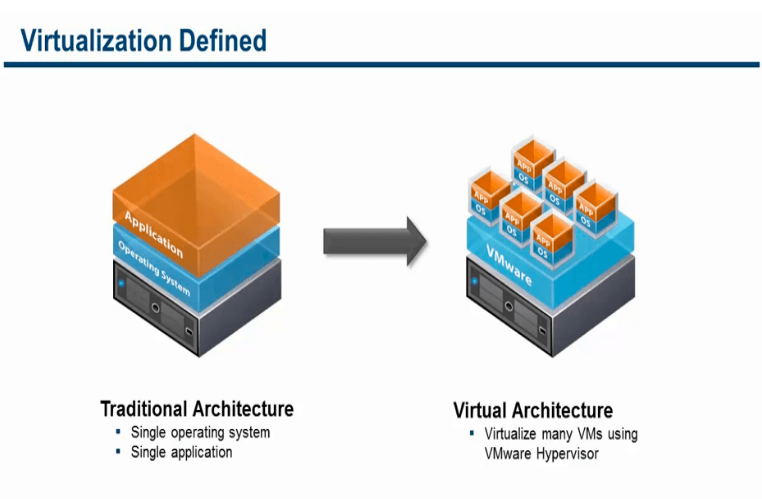 Virtualization Defined
Application
Operating System
APP
OS
APP
OS
APP
OS
APP
OS
APP
OS
APP
OS
VMware
Traditional Architecture
▪ Single operating system
▪ Single application
Virtual Architecture
▪ Virtualize many VMs using
VMware Hypervisor